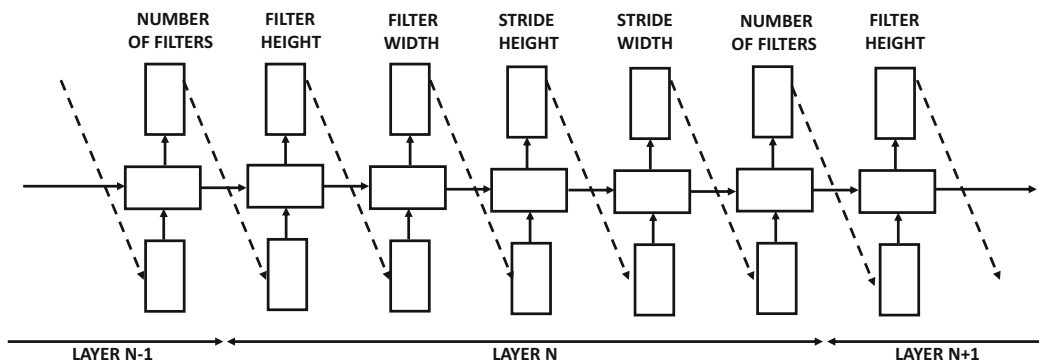 NUMBER
OF FILTERS
FILTER
HEIGHT
FILTER
WIDTH
STRIDE
HEIGHT
STRIDE
WIDTH
NUMBER
OF FILTERS
FILTER
HEIGHT
LAYER N-1
LAYER N
LAYER N+1